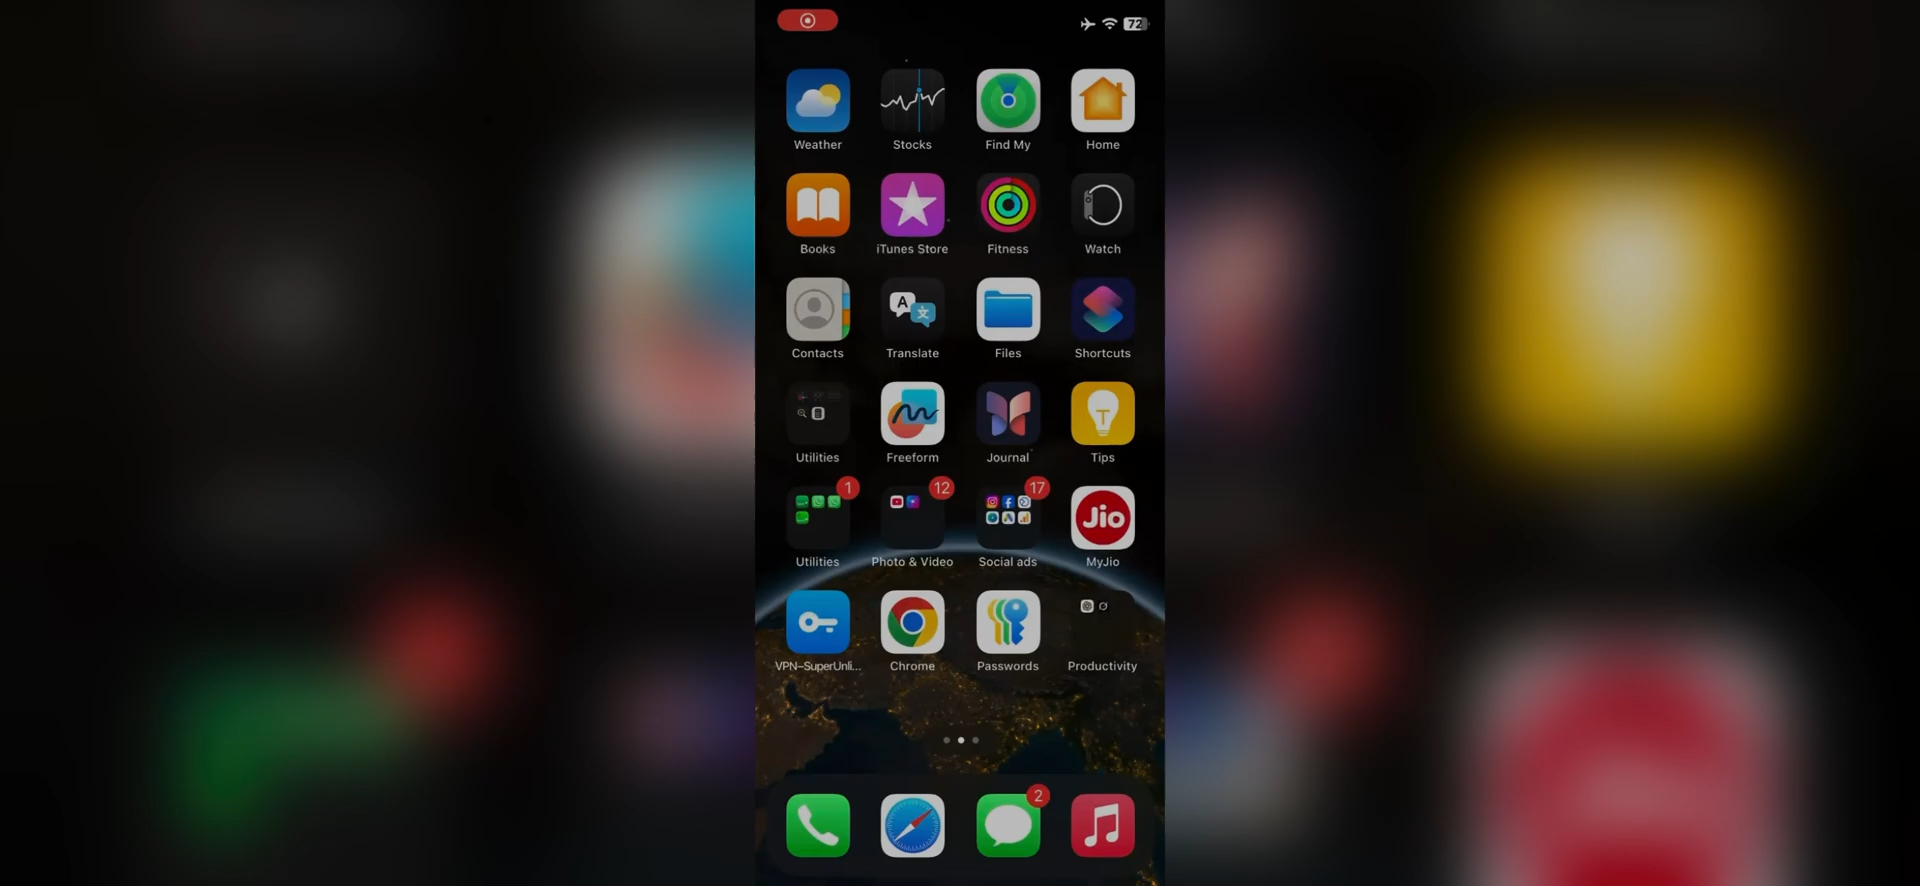 72
Weather Stocks Find My Home
Books iTunes Store Fitness Watch
A 文
Contacts Translate Files Shortcuts
T
Utilities Freeform Journal Tips
1 12 17
Jio
Utilities Photo & Video Social ads MyJio
VPN-SuperUnli... Chrome Passwords Productivity
2